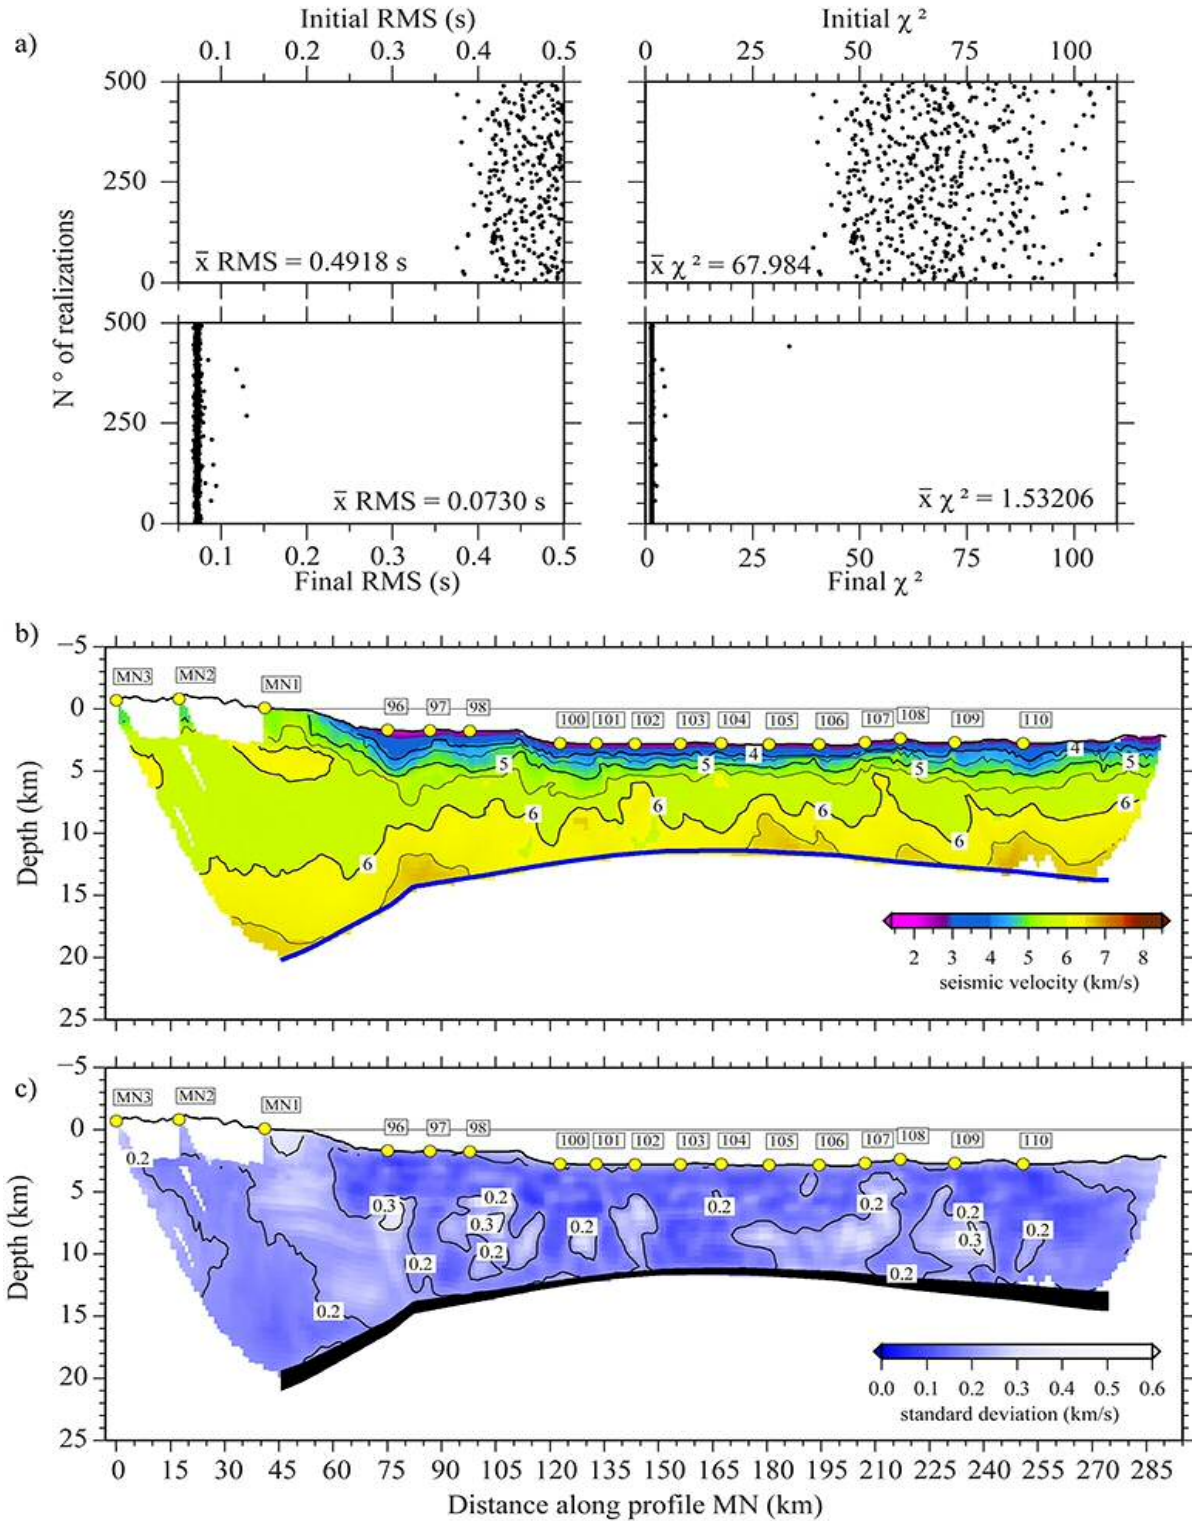 a)
Initial RMS (s)
Initial χ ²
0.1 0.2 0.3 0.4 0.5
0 25 50 75 100
500
250
0
x̄ RMS = 0.4918 s
x̄ χ ² = 67.984
N ° of realizations
500
250
0
x̄ RMS = 0.0730 s
x̄ χ ² = 1.53206
0.1 0.2 0.3 0.4 0.5
0 25 50 75 100
Final RMS (s)
Final χ ²
b)
−5
0
5
10
15
20
25
Depth (km)
MN3 MN2 MN1 96 97 98 100 101 102 103 104 105 106 107 108 109 110
5 5 4 5 4 5
6 6 6 6 6 6
2 3 4 5 6 7 8
seismic velocity (km/s)
c)
−5
0
5
10
15
20
25
Depth (km)
MN3 MN2 MN1 96 97 98 100 101 102 103 104 105 106 107 108 109 110
0.2
0.3 0.2 0.2 0.2 0.2
0.3 0.2 0.3 0.2
0.2 0.2 0.2
0.2
0.0 0.1 0.2 0.3 0.4 0.5 0.6
standard deviation (km/s)
0 15 30 45 60 75 90 105 120 135 150 165 180 195 210 225 240 255 270 285
Distance along profile MN (km)